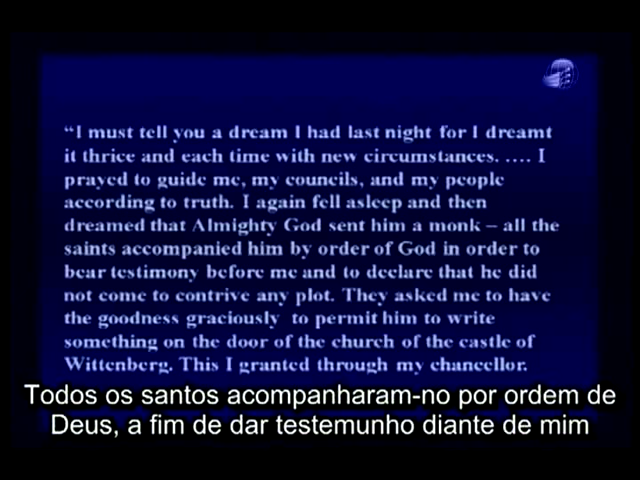 “I must tell you a dream I had last night for I dreamt
it thrice and each time with new circumstances. .... I
prayed to guide me, my councils, and my people
according to truth. I again fell asleep and then
dreamed that Almighty God sent him a monk – all the
saints accompanied him by order of God in order to
bear testimony before me and to declare that he did
not come to contrive any plot. They asked me to have
the goodness graciously to permit him to write
something on the door of the church of the castle of
Wittenberg. This I granted through my chancellor.
Todos os santos acompanharam-no por ordem de
Deus, a fim de dar testemunho diante de mim